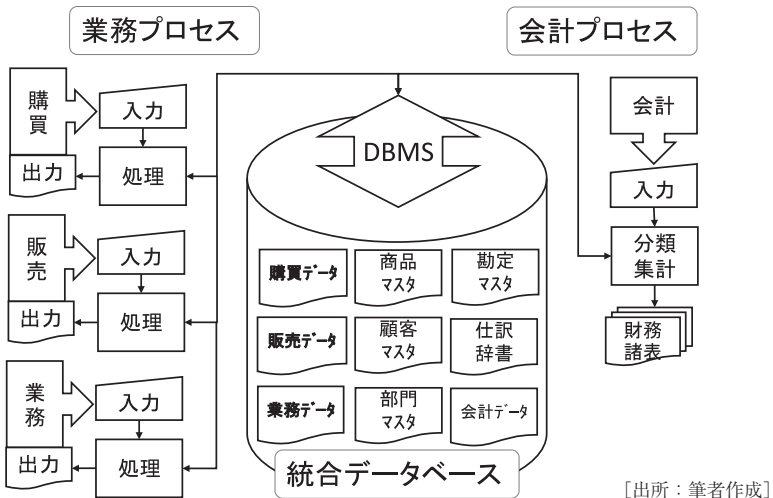 業務プロセス
会計プロセス
購買
入力
処理
出力
販売
入力
処理
出力
業務
入力
処理
出力
DBMS
購買データ
商品
マスタ
勘定
マスタ
販売データ
顧客
マスタ
仕訳
辞書
業務データ
部門
マスタ
会計データ
統合データベース
会計
入力
分類
集計
財務
諸表
[出所：筆者作成]